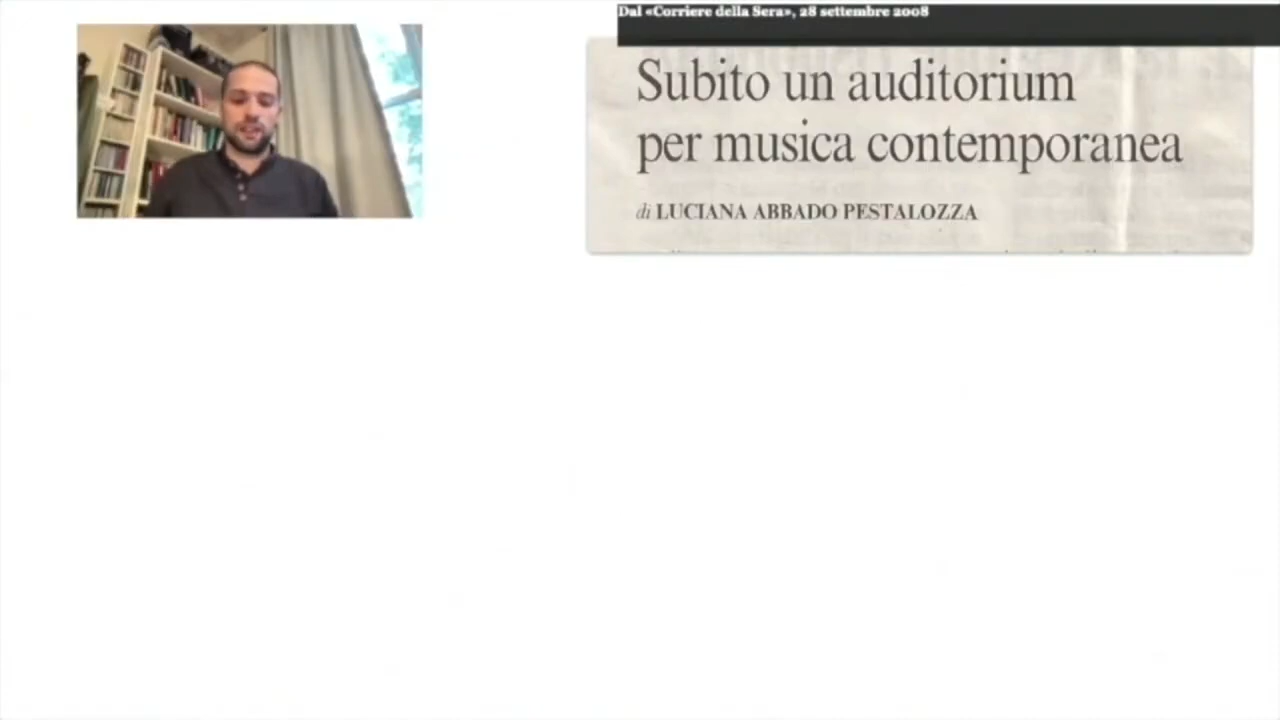 Dal «Corriere della Sera», 28 settembre 2008
Subito un auditorium
per musica contemporanea
di LUCIANA ABBADO PESTALOZZA